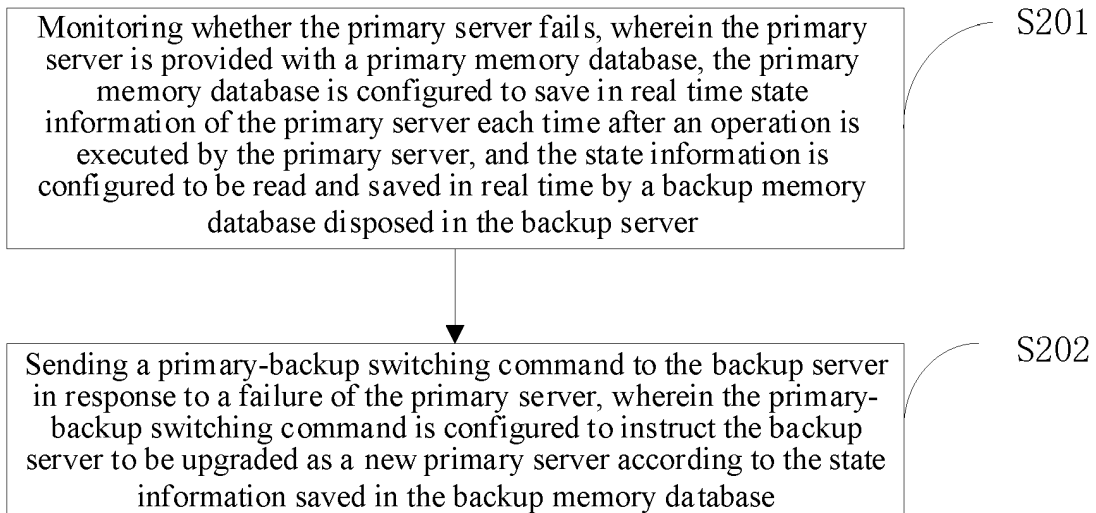 Monitoring whether the primary server fails, wherein the primary
server is provided with a primary memory database, the primary
memory database is configured to save in real time state
information of the primary server each time after an operation is
executed by the primary server, and the state information is
configured to be read and saved in real time by a backup memory
database disposed in the backup server
S201
Sending a primary-backup switching command to the backup server
in response to a failure of the primary server, wherein the primary-
backup switching command is configured to instruct the backup
server to be upgraded as a new primary server according to the state
information saved in the backup memory database
S202